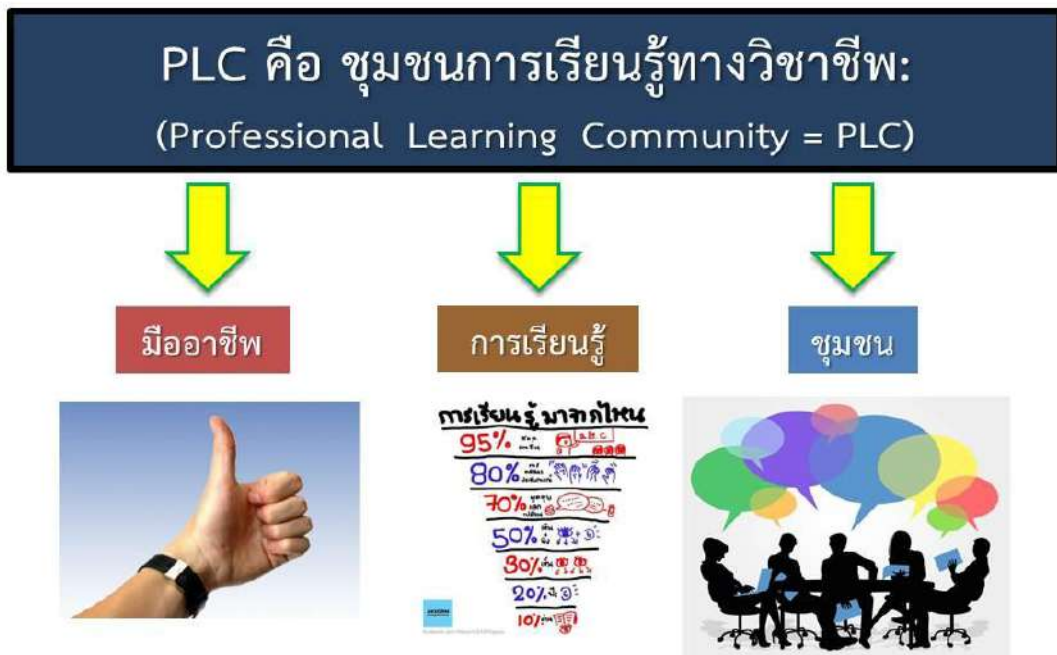 PLC คือ ชุมชนการเรียนรู้ทางวิชาชีพ:
(Professional Learning Community = PLC)
มืออาชีพ
การเรียนรู้
ชุมชน
การเรียนรู้มาจากไหน
95%
abc
80%
70%
50%
30%
20%
10%